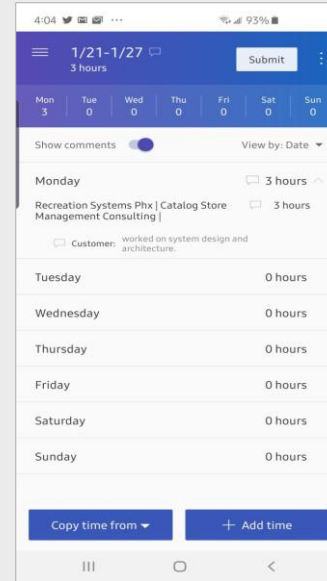 4:04 93%
1/21-1/27
3 hours
Submit
Mon Tue Wed Thu Fri Sat Sun
3 0 0 0 0 0 0
Show comments View by: Date
Monday 3 hours
Recreation Systems Phx | Catalog Store 3 hours
Management Consulting |
Customer: worked on system design and
architecture.
Tuesday 0 hours
Wednesday 0 hours
Thursday 0 hours
Friday 0 hours
Saturday 0 hours
Sunday 0 hours
Copy time from + Add time